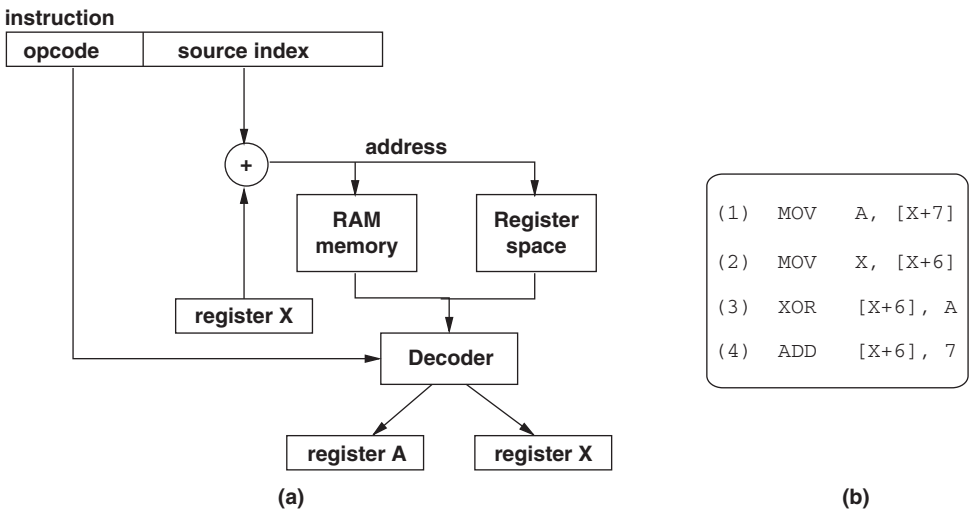 instruction
opcode source index
address
+
RAM
memory
Register
space
register X
Decoder
register A register X
(a)
(1) MOV A, [X+7]
(2) MOV X, [X+6]
(3) XOR [X+6], A
(4) ADD [X+6], 7
(b)